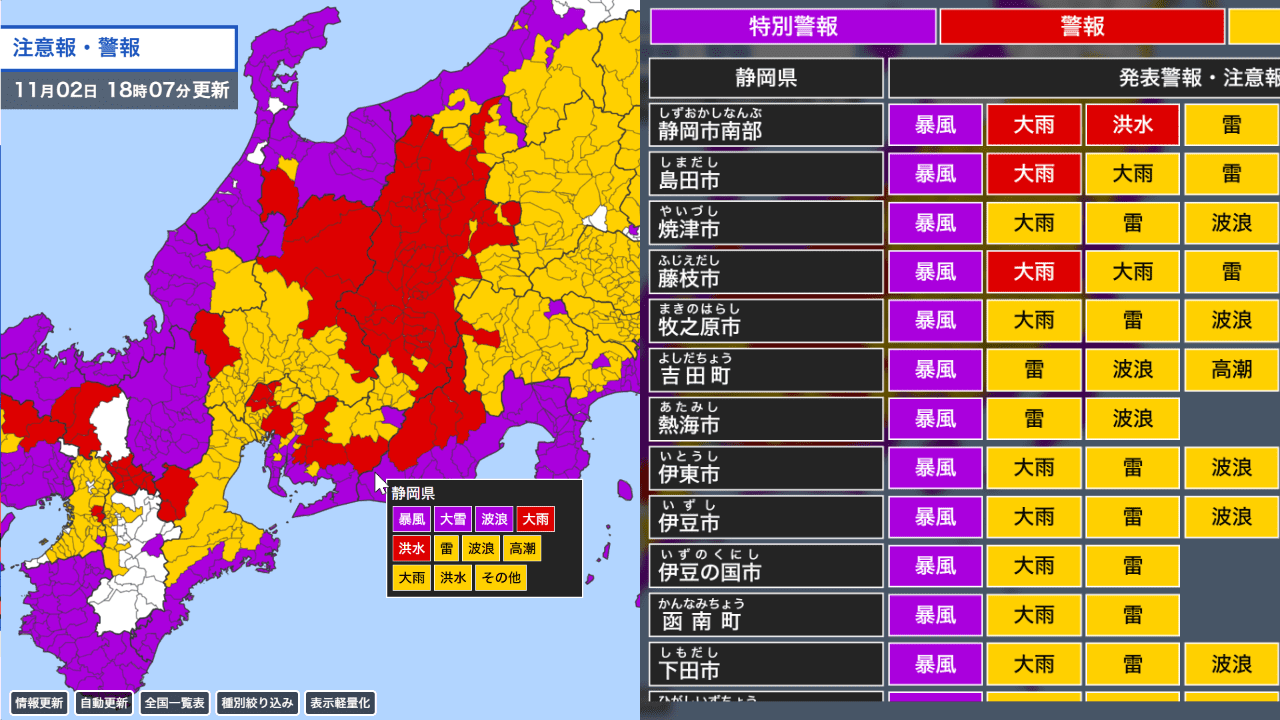 注意報・警報
11月02日 18時07分更新
静岡県
暴風 大雪 波浪 大雨
洪水 雷 波浪 高潮
大雨 洪水 その他
情報更新 自動更新 全国一覧表 種別絞り込み 表示軽量化
特別警報 警報
静岡県 発表警報・注意報
しずおかしなんぶ
静岡市南部 暴風 大雨 洪水 雷
しまだし
島田市 暴風 大雨 大雨 雷
やいづし
焼津市 暴風 大雨 雷 波浪
ふじえだし
藤枝市 暴風 大雨 大雨 雷
まきのはらし
牧之原市 暴風 大雨 雷 波浪
よしだちょう
吉田町 暴風 雷 波浪 高潮
あたみし
熱海市 暴風 雷 波浪
いとうし
伊東市 暴風 大雨 雷 波浪
いずし
伊豆市 暴風 大雨 雷 波浪
いずのくにし
伊豆の国市 暴風 大雨 雷
かんなみちょう
函南町 暴風 大雨 雷
しもだし
下田市 暴風 大雨 雷 波浪
ひがしいずちょう